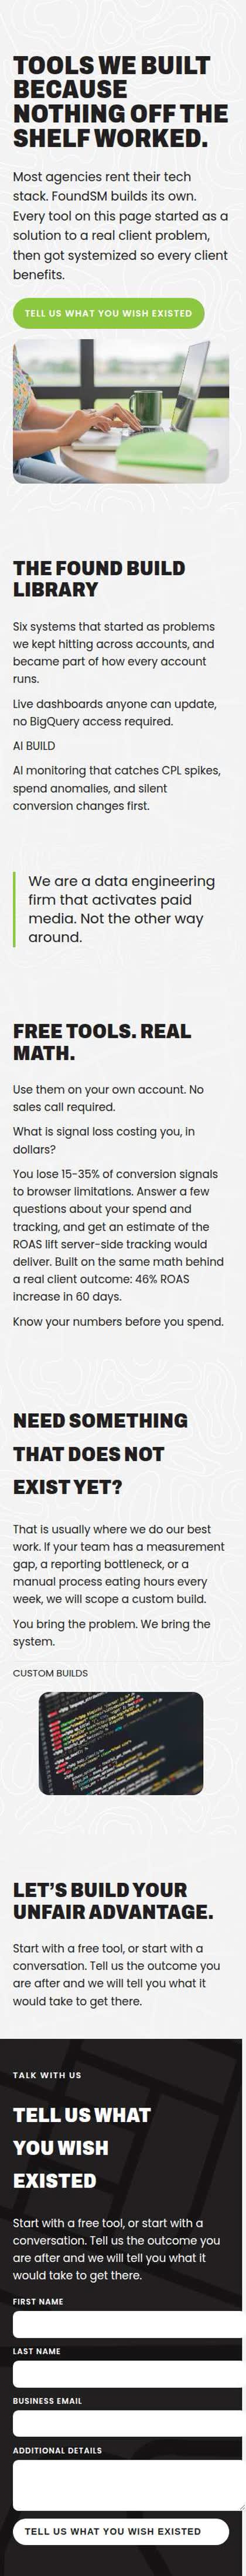 TOOLS WE BUILT
BECAUSE
NOTHING OFF THE
SHELF WORKED.
Most agencies rent their tech
stack. FoundSM builds its own.
Every tool on this page started as a
solution to a real client problem,
then got systemized so every client
benefits.
TELL US WHAT YOU WISH EXISTED
THE FOUND BUILD
LIBRARY
Six systems that started as problems
we kept hitting across accounts, and
became part of how every account
runs.
Live dashboards anyone can update,
no BigQuery access required.
AI BUILD
AI monitoring that catches CPL spikes,
spend anomalies, and silent
conversion changes first.
We are a data engineering
firm that activates paid
media. Not the other way
around.
FREE TOOLS. REAL
MATH.
Use them on your own account. No
sales call required.
What is signal loss costing you, in
dollars?
You lose 15-35% of conversion signals
to browser limitations. Answer a few
questions about your spend and
tracking, and get an estimate of the
ROAS lift server-side tracking would
deliver. Built on the same math behind
a real client outcome: 46% ROAS
increase in 60 days.
Know your numbers before you spend.
NEED SOMETHING
THAT DOES NOT
EXIST YET?
That is usually where we do our best
work. If your team has a measurement
gap, a reporting bottleneck, or a
manual process eating hours every
week, we will scope a custom build.
You bring the problem. We bring the
system.
CUSTOM BUILDS
LET’S BUILD YOUR
UNFAIR ADVANTAGE.
Start with a free tool, or start with a
conversation. Tell us the outcome you
are after and we will tell you what it
would take to get there.
TALK WITH US
TELL US WHAT
YOU WISH
EXISTED
Start with a free tool, or start with a
conversation. Tell us the outcome you
are after and we will tell you what it
would take to get there.
FIRST NAME
LAST NAME
BUSINESS EMAIL
ADDITIONAL DETAILS
TELL US WHAT YOU WISH EXISTED